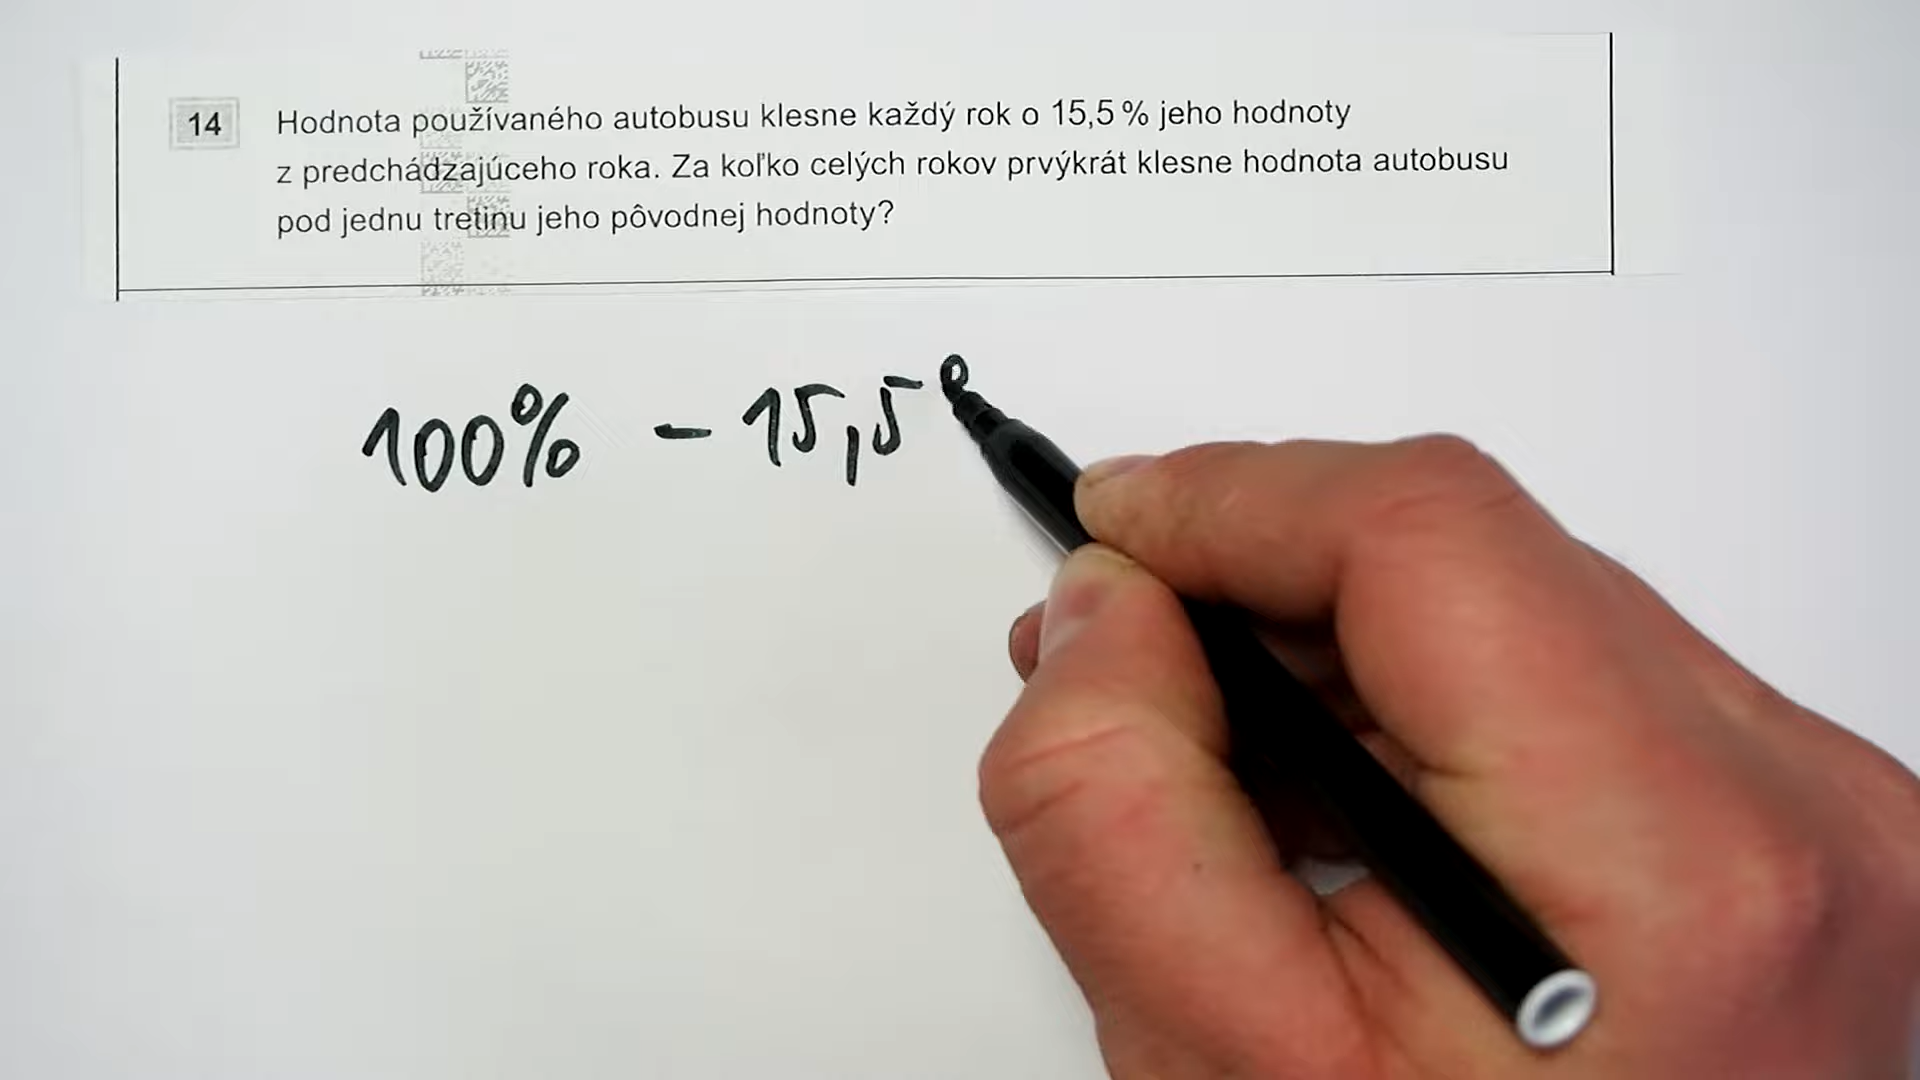 14 Hodnota používaného autobusu klesne každý rok o 15,5 % jeho hodnoty
z predchádzajúceho roka. Za koľko celých rokov prvýkrát klesne hodnota autobusu
pod jednu tretinu jeho pôvodnej hodnoty?
100% - 15,5